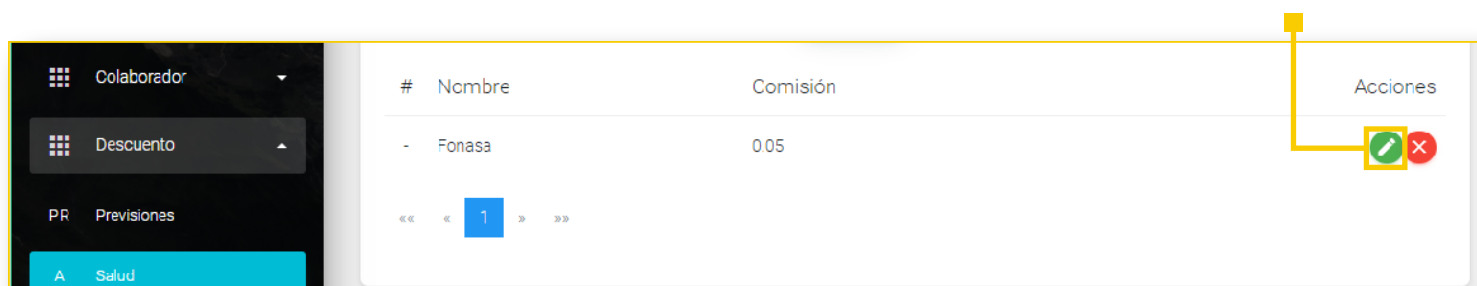 Colaborador
Descuento
PR Previsiones
A Salud
# Nombre Comisión Acciones
- Fonasa 0.05
«« « 1 » »»